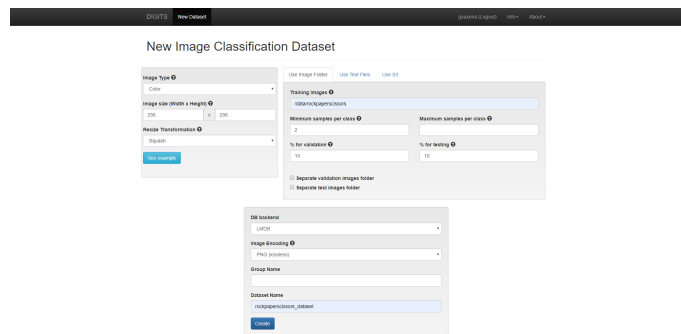 DIGITS New Dataset
(Logout) Info About
New Image Classification Dataset
Image Type
Color
Image size (Width x Height)
256 x 256
Resize Transformation
Squash
See example
Use Image Folder Use Text Files Use S3
Training Images
/data/rockpaperscissors
Minimum samples per class Maximum samples per class
2
% for validation % for testing
15 10
Separate validation images folder
Separate test images folder
DB backend
LMDB
Image Encoding
PNG (lossless)
Group Name
Dataset Name
rockpaperscissors_dataset
Create